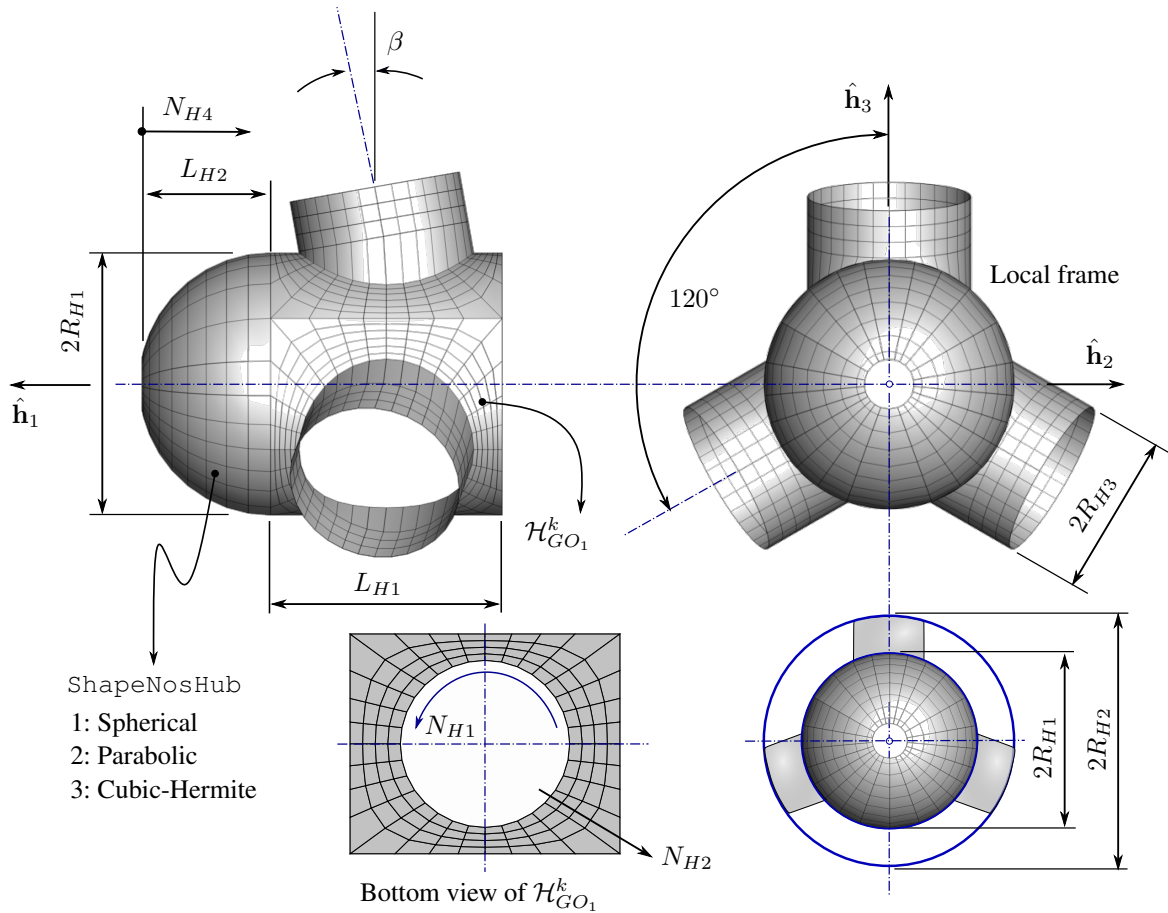 β
N_{H4}
L_{H2}
2R_{H1}
ĥ_1
\mathcal{H}^k_{GO_1}
L_{H1}
ShapeNosHub
1: Spherical
2: Parabolic
3: Cubic-Hermite
N_{H1}
N_{H2}
Bottom view of \mathcal{H}^k_{GO_1}
ĥ_3
120°
Local frame
ĥ_2
2R_{H3}
2R_{H1}
2R_{H2}